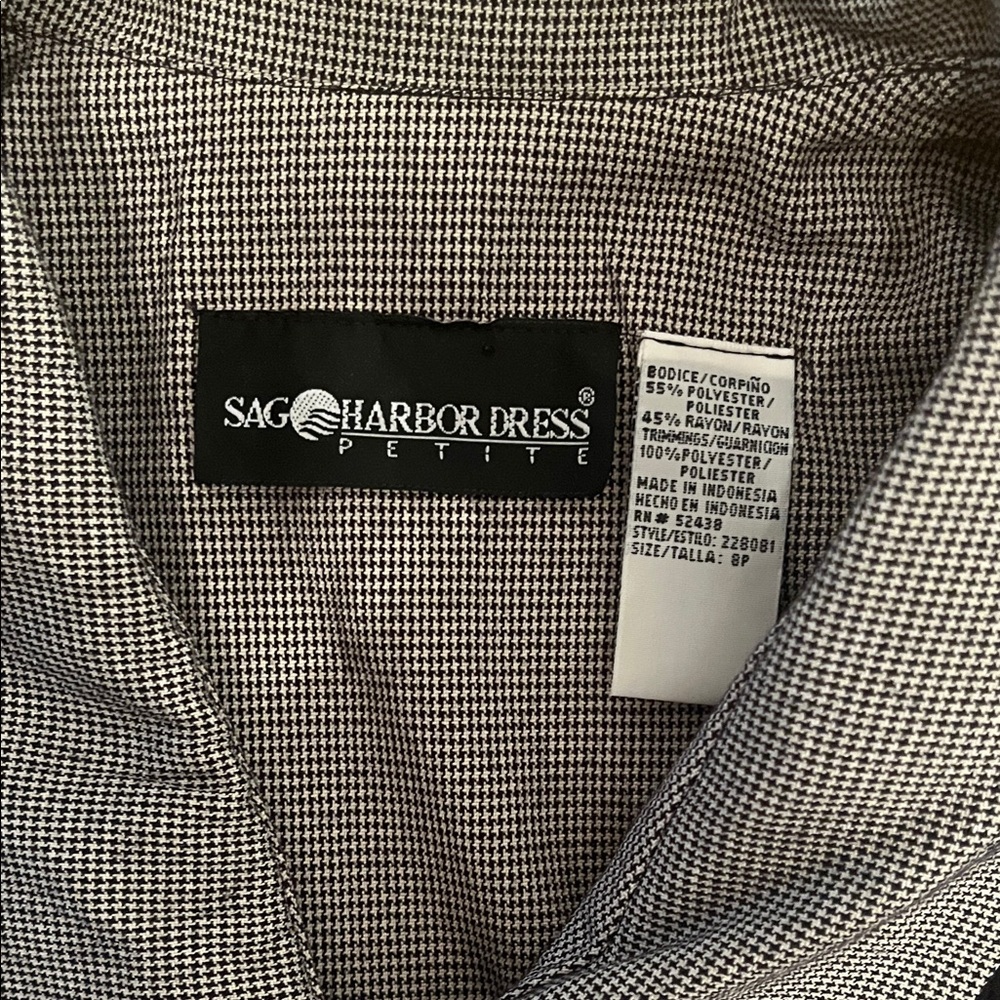 SAG HARBOR DRESS®
PETITE
BODICE/CORPIÑO
55% POLYESTER/
POLIESTER
45% RAYON/RAYON
TRIMMINGS/GUARNICION
100%POLYESTER/
POLIESTER
MADE IN INDONESIA
HECHO EN INDONESIA
RN# 52438
STYLE/ESTILO: 228081
SIZE/TALLA: 8P